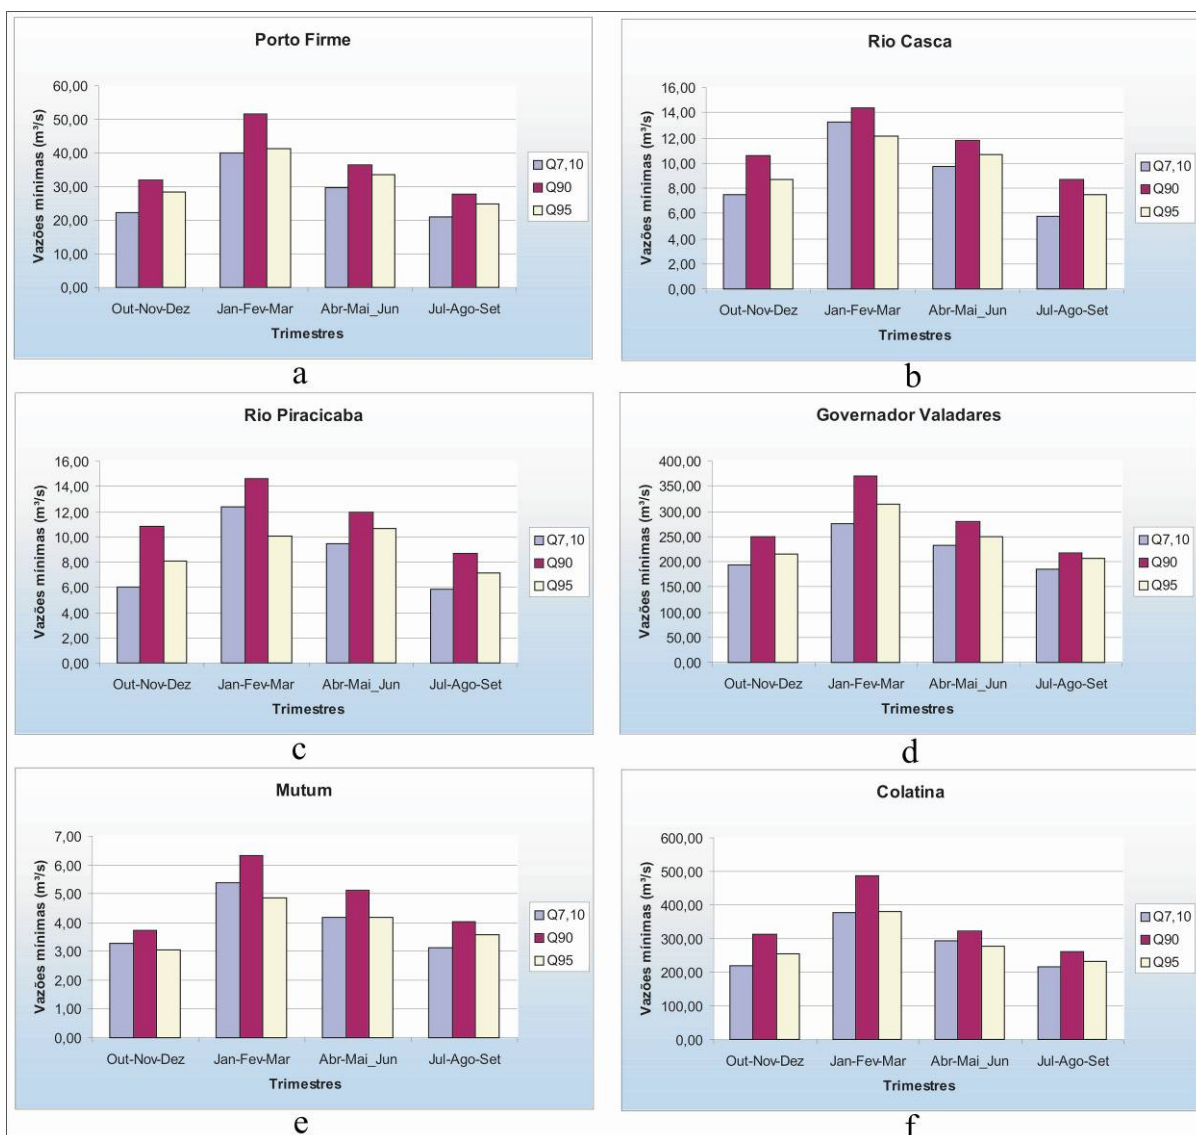 Porto Firme
Vazões mínimas (m³/s)
60,00
50,00
40,00
30,00
20,00
10,00
0,00
Out-Nov-Dez Jan-Fev-Mar Abr-Mai_Jun Jul-Ago-Set
Trimestres
Q7,10
Q90
Q95
a
Rio Casca
Vazões mínimas (m³/s)
16,00
14,00
12,00
10,00
8,00
6,00
4,00
2,00
0,00
Out-Nov-Dez Jan-Fev-Mar Abr-Mai_Jun Jul-Ago-Set
Trimestres
Q7,10
Q90
Q95
b
Rio Piracicaba
Vazões mínimas (m³/s)
16,00
14,00
12,00
10,00
8,00
6,00
4,00
2,00
0,00
Out-Nov-Dez Jan-Fev-Mar Abr-Mai_Jun Jul-Ago-Set
Trimestres
Q7,10
Q90
Q95
c
Governador Valadares
Vazões mínimas (m³/s)
400,00
350,00
300,00
250,00
200,00
150,00
100,00
50,00
0,00
Out-Nov-Dez Jan-Fev-Mar Abr-Mai_Jun Jul-Ago-Set
Trimestres
Q7,10
Q90
Q95
d
Mutum
Vazões mínimas (m³/s)
7,00
6,00
5,00
4,00
3,00
2,00
1,00
0,00
Out-Nov-Dez Jan-Fev-Mar Abr-Mai_Jun Jul-Ago-Set
Trimestres
Q7,10
Q90
Q95
e
Colatina
Vazões mínimas (m³/s)
600,00
500,00
400,00
300,00
200,00
100,00
0,00
Out-Nov-Dez Jan-Fev-Mar Abr-Mai_Jun Jul-Ago-Set
Trimestres
Q7,10
Q90
Q95
f